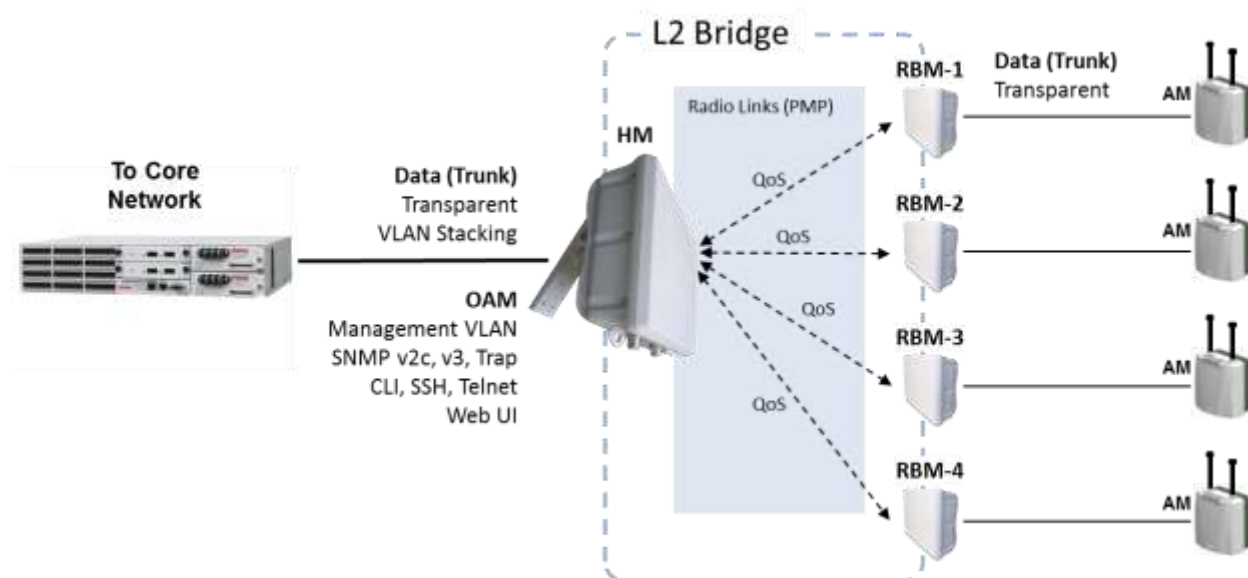 L2 Bridge
To Core
Network
Data (Trunk)
Transparent
VLAN Stacking
OAM
Management VLAN
SNMP v2c, v3, Trap
CLI, SSH, Telnet
Web UI
HM
Radio Links (PMP)
QoS
QoS
QoS
QoS
RBM-1
RBM-2
RBM-3
RBM-4
Data (Trunk)
Transparent
AM
AM
AM
AM